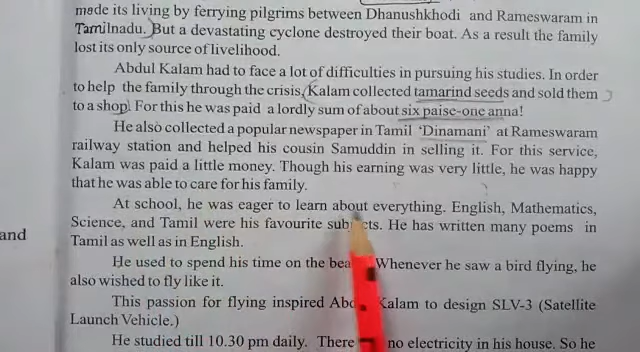 made its living by ferrying pilgrims between Dhanushkhodi and Rameswaram in
Tamilnadu. But a devastating cyclone destroyed their boat. As a result the family
lost its only source of livelihood.
Abdul Kalam had to face a lot of difficulties in pursuing his studies. In order
to help the family through the crisis, Kalam collected tamarind seeds and sold them
to a shop. For this he was paid a lordly sum of about six paise-one anna!
He also collected a popular newspaper in Tamil 'Dinamani' at Rameswaram
railway station and helped his cousin Samuddin in selling it. For this service,
Kalam was paid a little money. Though his earning was very little, he was happy
that he was able to care for his family.
At school, he was eager to learn about everything. English, Mathematics,
Science, and Tamil were his favourite subjects. He has written many poems in
and
Tamil as well as in English.
He used to spend his time on the Whenever he saw a bird flying, he
also wished to fly like it.
This passion for flying inspired Kalam to design SLV-3 (Satellite
Launch Vehicle.)
He studied till 10.30 pm daily. There no electricity in his house. So he